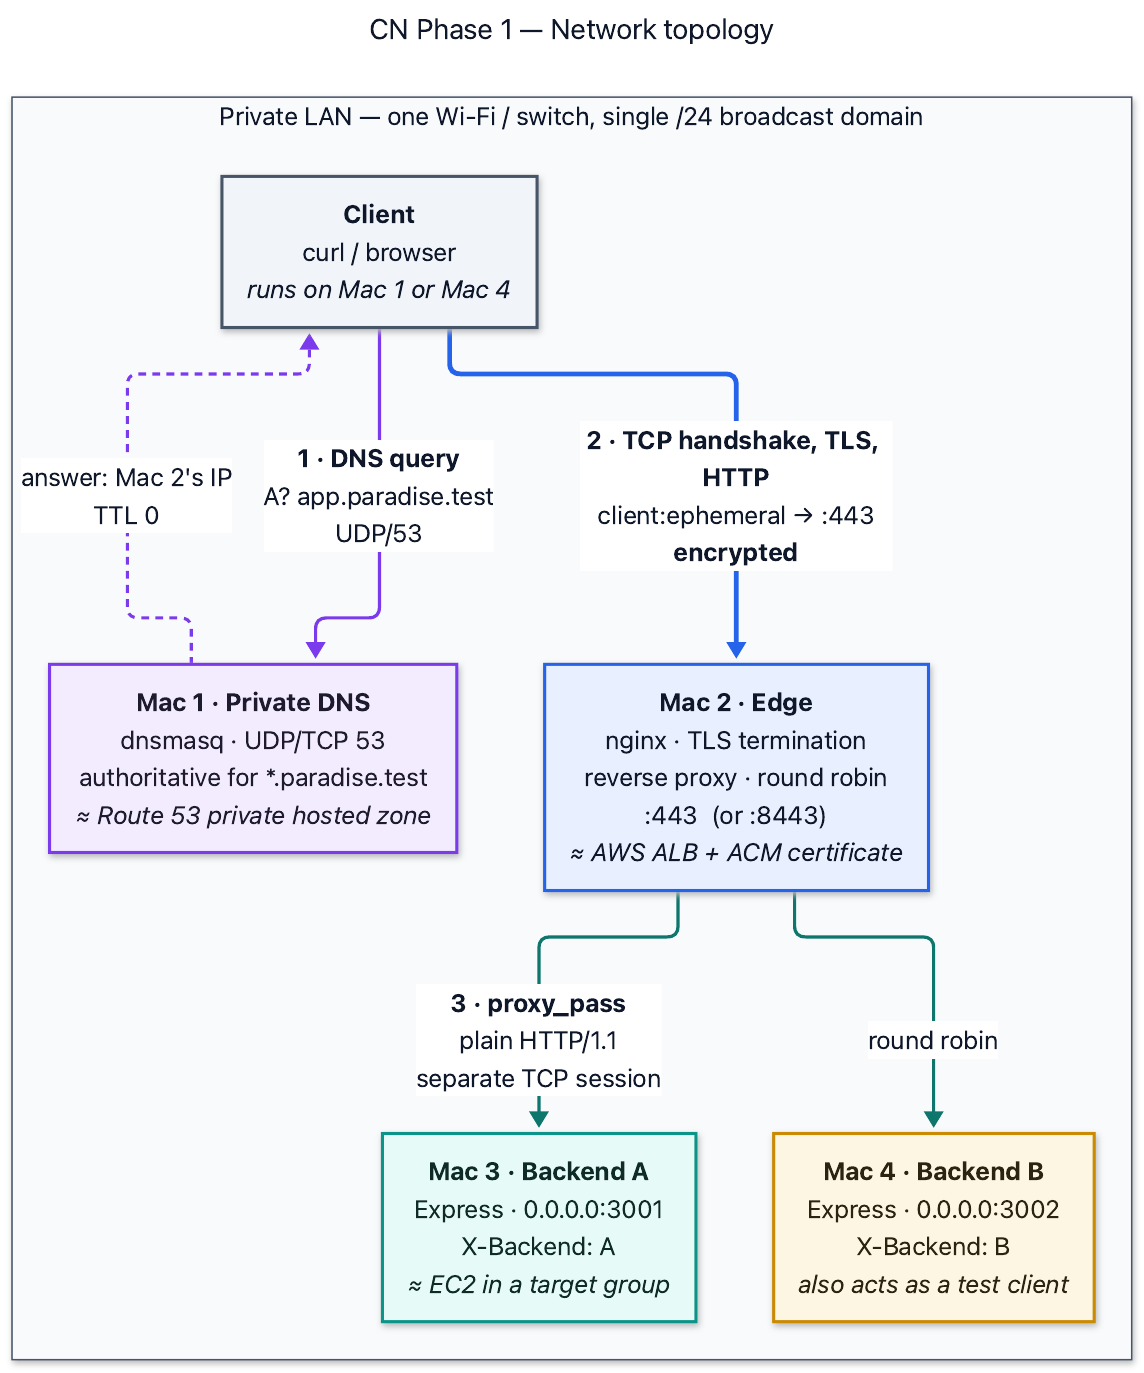 CN Phase 1 — Network topology
Private LAN — one Wi-Fi / switch, single /24 broadcast domain
Client
curl / browser
runs on Mac 1 or Mac 4
answer: Mac 2's IP
TTL 0
1 · DNS query
A? app.paradise.test
UDP/53
2 · TCP handshake, TLS,
HTTP
client:ephemeral → :443
encrypted
Mac 1 · Private DNS
dnsmasq · UDP/TCP 53
authoritative for *.paradise.test
≈ Route 53 private hosted zone
Mac 2 · Edge
nginx · TLS termination
reverse proxy · round robin
:443 (or :8443)
≈ AWS ALB + ACM certificate
3 · proxy_pass
plain HTTP/1.1
separate TCP session
round robin
Mac 3 · Backend A
Express · 0.0.0.0:3001
X-Backend: A
≈ EC2 in a target group
Mac 4 · Backend B
Express · 0.0.0.0:3002
X-Backend: B
also acts as a test client